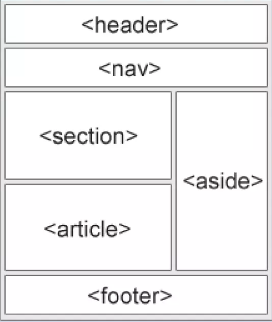 <header>
<nav>
<section>
<aside>
<article>
<footer>